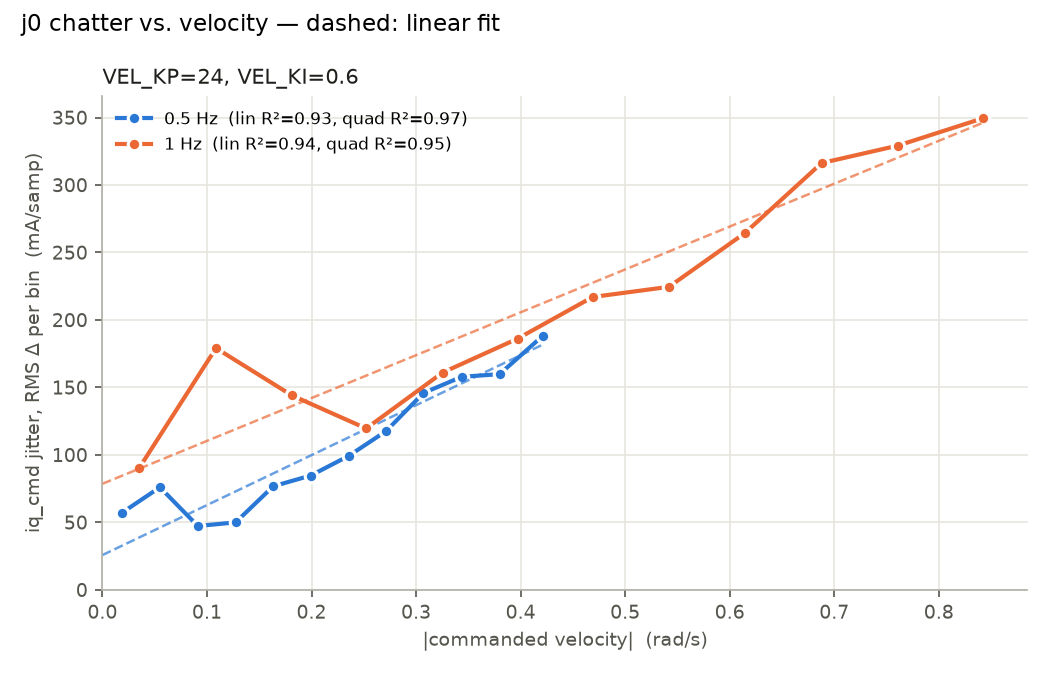 j0 chatter vs. velocity — dashed: linear fit
VEL_KP=24, VEL_KI=0.6
0.5 Hz  (lin R²=0.93, quad R²=0.97)
1 Hz  (lin R²=0.94, quad R²=0.95)
iq_cmd jitter, RMS Δ per bin  (mA/samp)
350
300
250
200
150
100
50
0
0.0 0.1 0.2 0.3 0.4 0.5 0.6 0.7 0.8
|commanded velocity|  (rad/s)